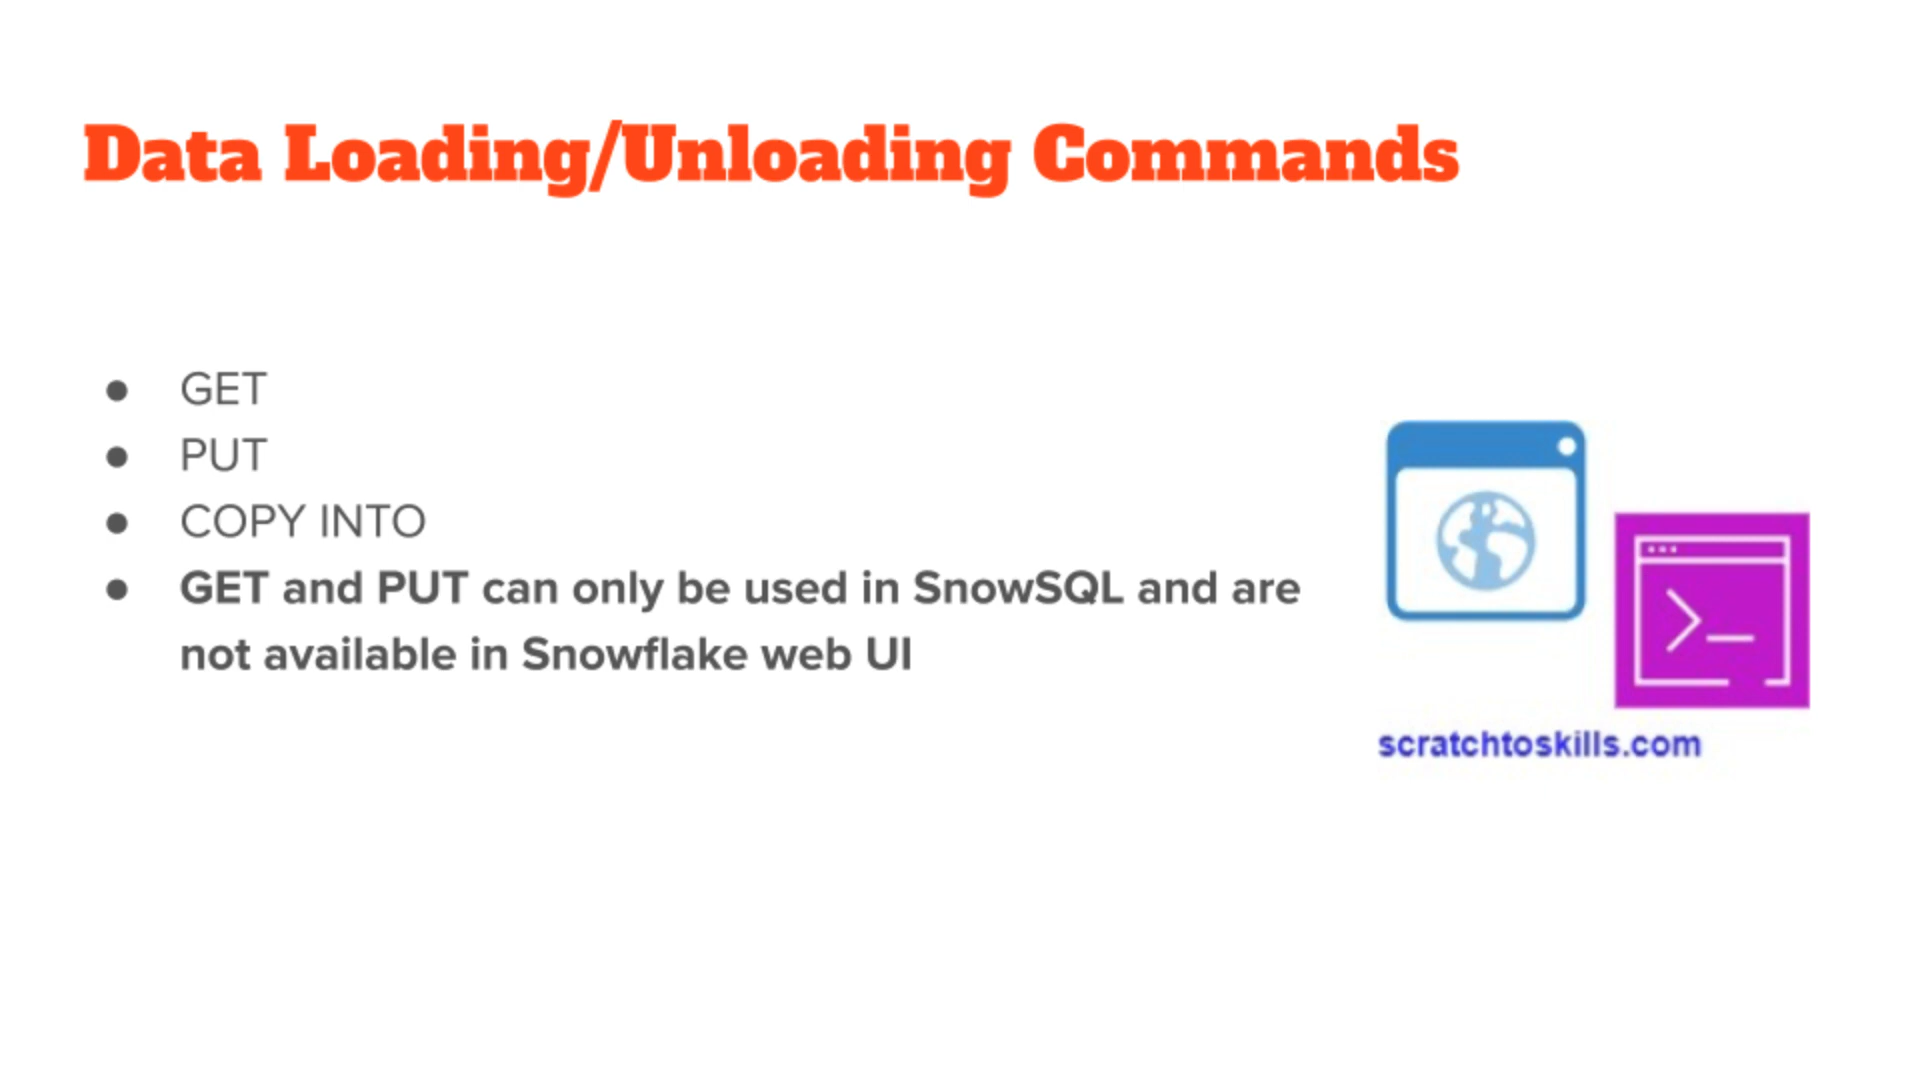 Data Loading/Unloading Commands
● GET
● PUT
● COPY INTO
● GET and PUT can only be used in SnowSQL and are
not available in Snowflake web UI
scratchtoskills.com